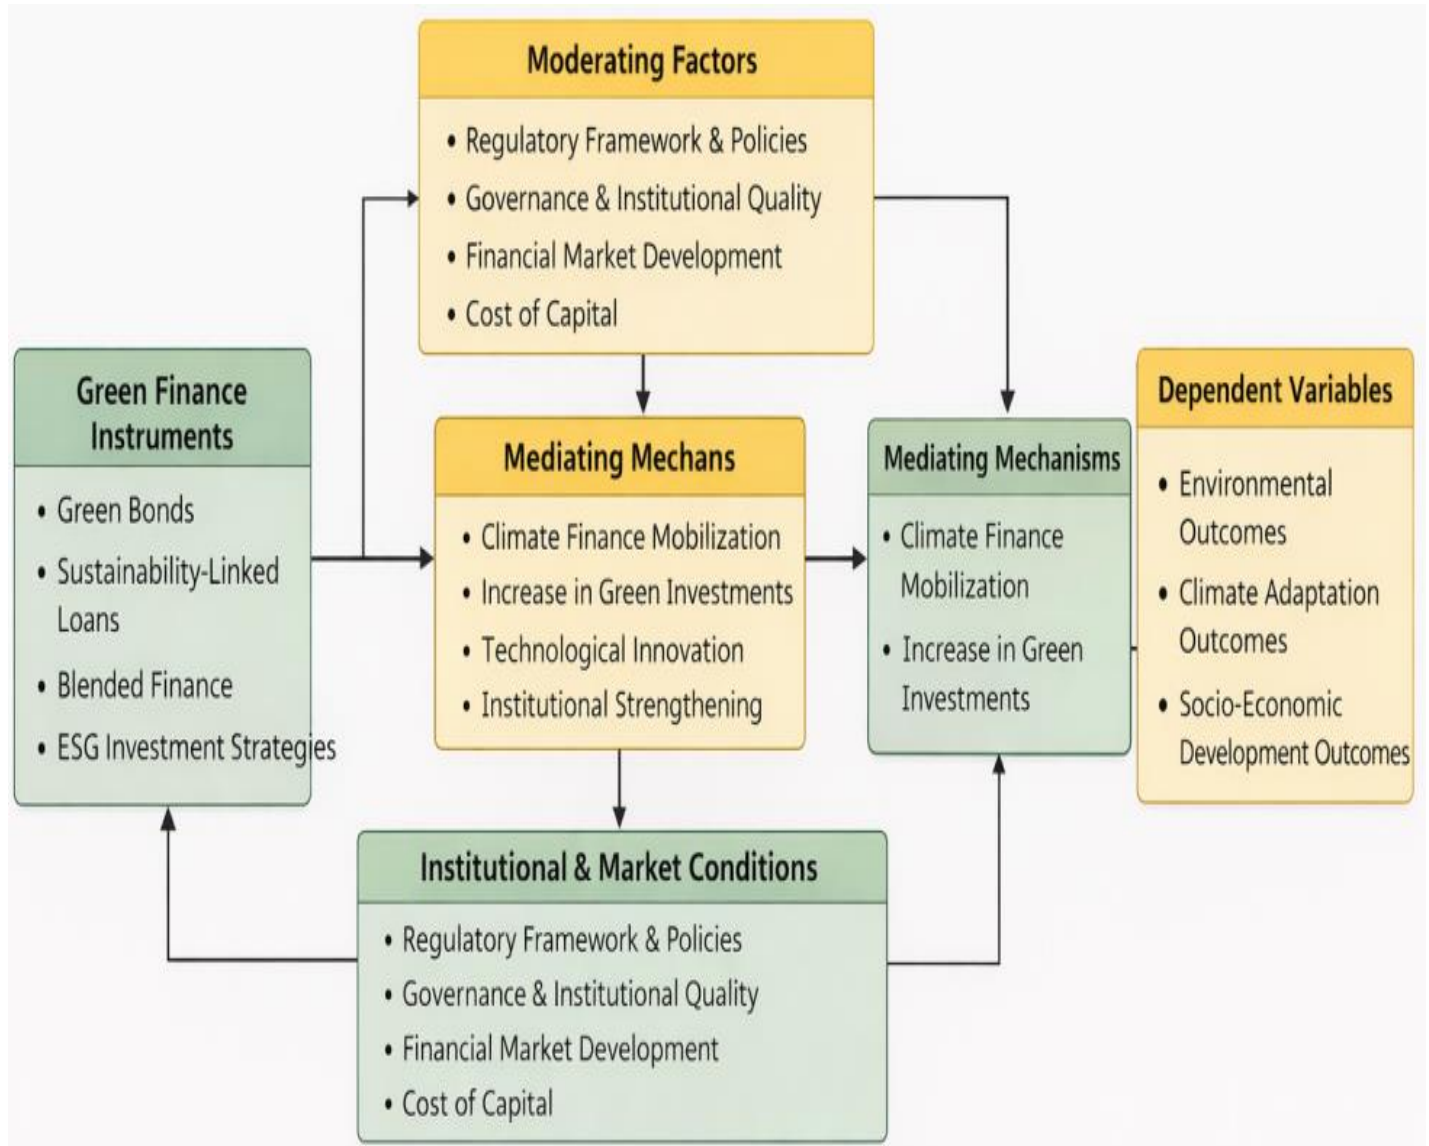 Moderating Factors
• Regulatory Framework & Policies
• Governance & Institutional Quality
• Financial Market Development
• Cost of Capital
Green Finance
Instruments
• Green Bonds
• Sustainability-Linked
Loans
• Blended Finance
• ESG Investment Strategies
Mediating Mechans
• Climate Finance Mobilization
• Increase in Green Investments
• Technological Innovation
• Institutional Strengthening
Mediating Mechanisms
• Climate Finance
Mobilization
• Increase in Green
Investments
Dependent Variables
• Environmental
Outcomes
• Climate Adaptation
Outcomes
• Socio-Economic
Development Outcomes
Institutional & Market Conditions
• Regulatory Framework & Policies
• Governance & Institutional Quality
• Financial Market Development
• Cost of Capital